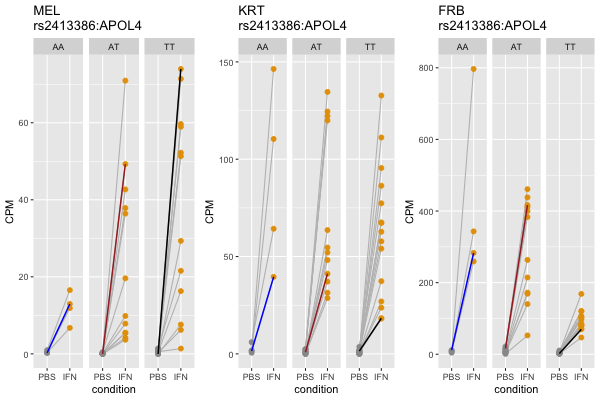 MEL
rs2413386:APOL4
AA AT TT
CPM
60
40
20
0
PBS IFN PBS IFN PBS IFN
condition
KRT
rs2413386:APOL4
AA AT TT
CPM
150
100
50
0
PBS IFN PBS IFN PBS IFN
condition
FRB
rs2413386:APOL4
AA AT TT
CPM
800
600
400
200
0
PBS IFN PBS IFN PBS IFN
condition